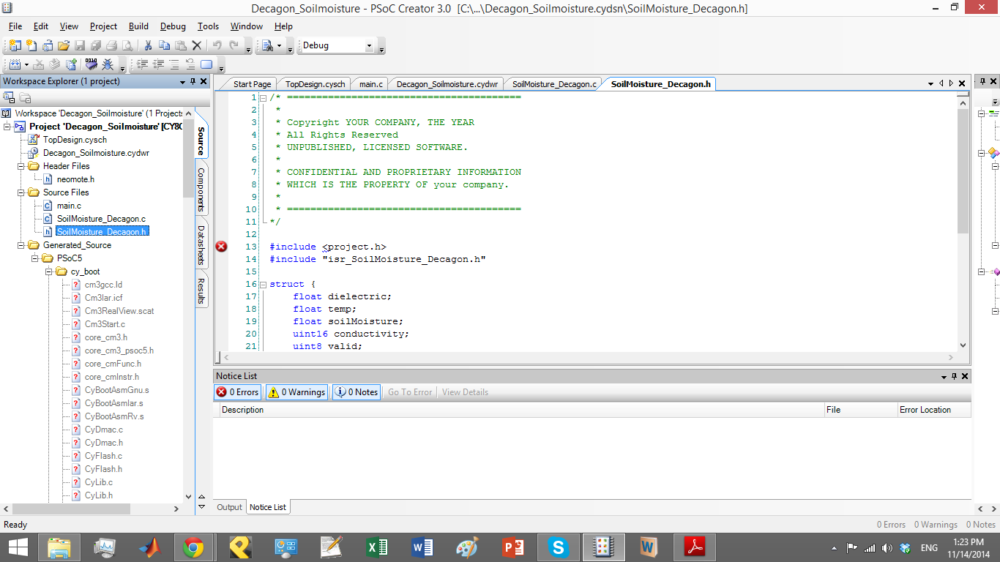 Decagon_Soilmoisture - PSoC Creator 3.0 [C:\...\Decagon_Soilmoisture.cydsn\SoilMoisture_Decagon.h]
File Edit View Project Build Debug Tools Window Help
Debug
Workspace Explorer (1 project)
Workspace 'Decagon_Soilmoisture' (1 Projects
Project 'Decagon_Soilmoisture' [CY8C
TopDesign.cysch
Decagon_Soilmoisture.cydwr
Header Files
neomote.h
Source Files
main.c
SoilMoisture_Decagon.c
SoilMoisture_Decagon.h
Generated_Source
PSoC5
cy_boot
cm3gcc.ld
Cm3Iar.icf
Cm3RealView.scat
Cm3Start.c
core_cm3.h
core_cm3_psoc5.h
core_cmFunc.h
core_cmInstr.h
CyBootAsmGnu.s
CyBootAsmIar.s
CyBootAsmRv.s
CyDmac.c
CyDmac.h
CyFlash.c
CyFlash.h
CyLib.c
CyLib.h
Source
Components
Datasheets
Results
Start Page TopDesign.cysch main.c Decagon_Soilmoisture.cydwr SoilMoisture_Decagon.c SoilMoisture_Decagon.h
1 /* ========================================
2 *
3 * Copyright YOUR COMPANY, THE YEAR
4 * All Rights Reserved
5 * UNPUBLISHED, LICENSED SOFTWARE.
6 *
7 * CONFIDENTIAL AND PROPRIETARY INFORMATION
8 * WHICH IS THE PROPERTY OF your company.
9 *
10 * ========================================
11 */
12
13 #include <project.h>
14 #include "isr_SoilMoisture_Decagon.h"
15
16 struct {
17 float dielectric;
18 float temp;
19 float soilMoisture;
20 uint16 conductivity;
21 uint8 valid;
Notice List
0 Errors 0 Warnings 0 Notes Go To Error View Details
Description File Error Location
Output Notice List
Ready 0 Errors 0 Warnings 0 Notes
ENG 1:23 PM
11/14/2014